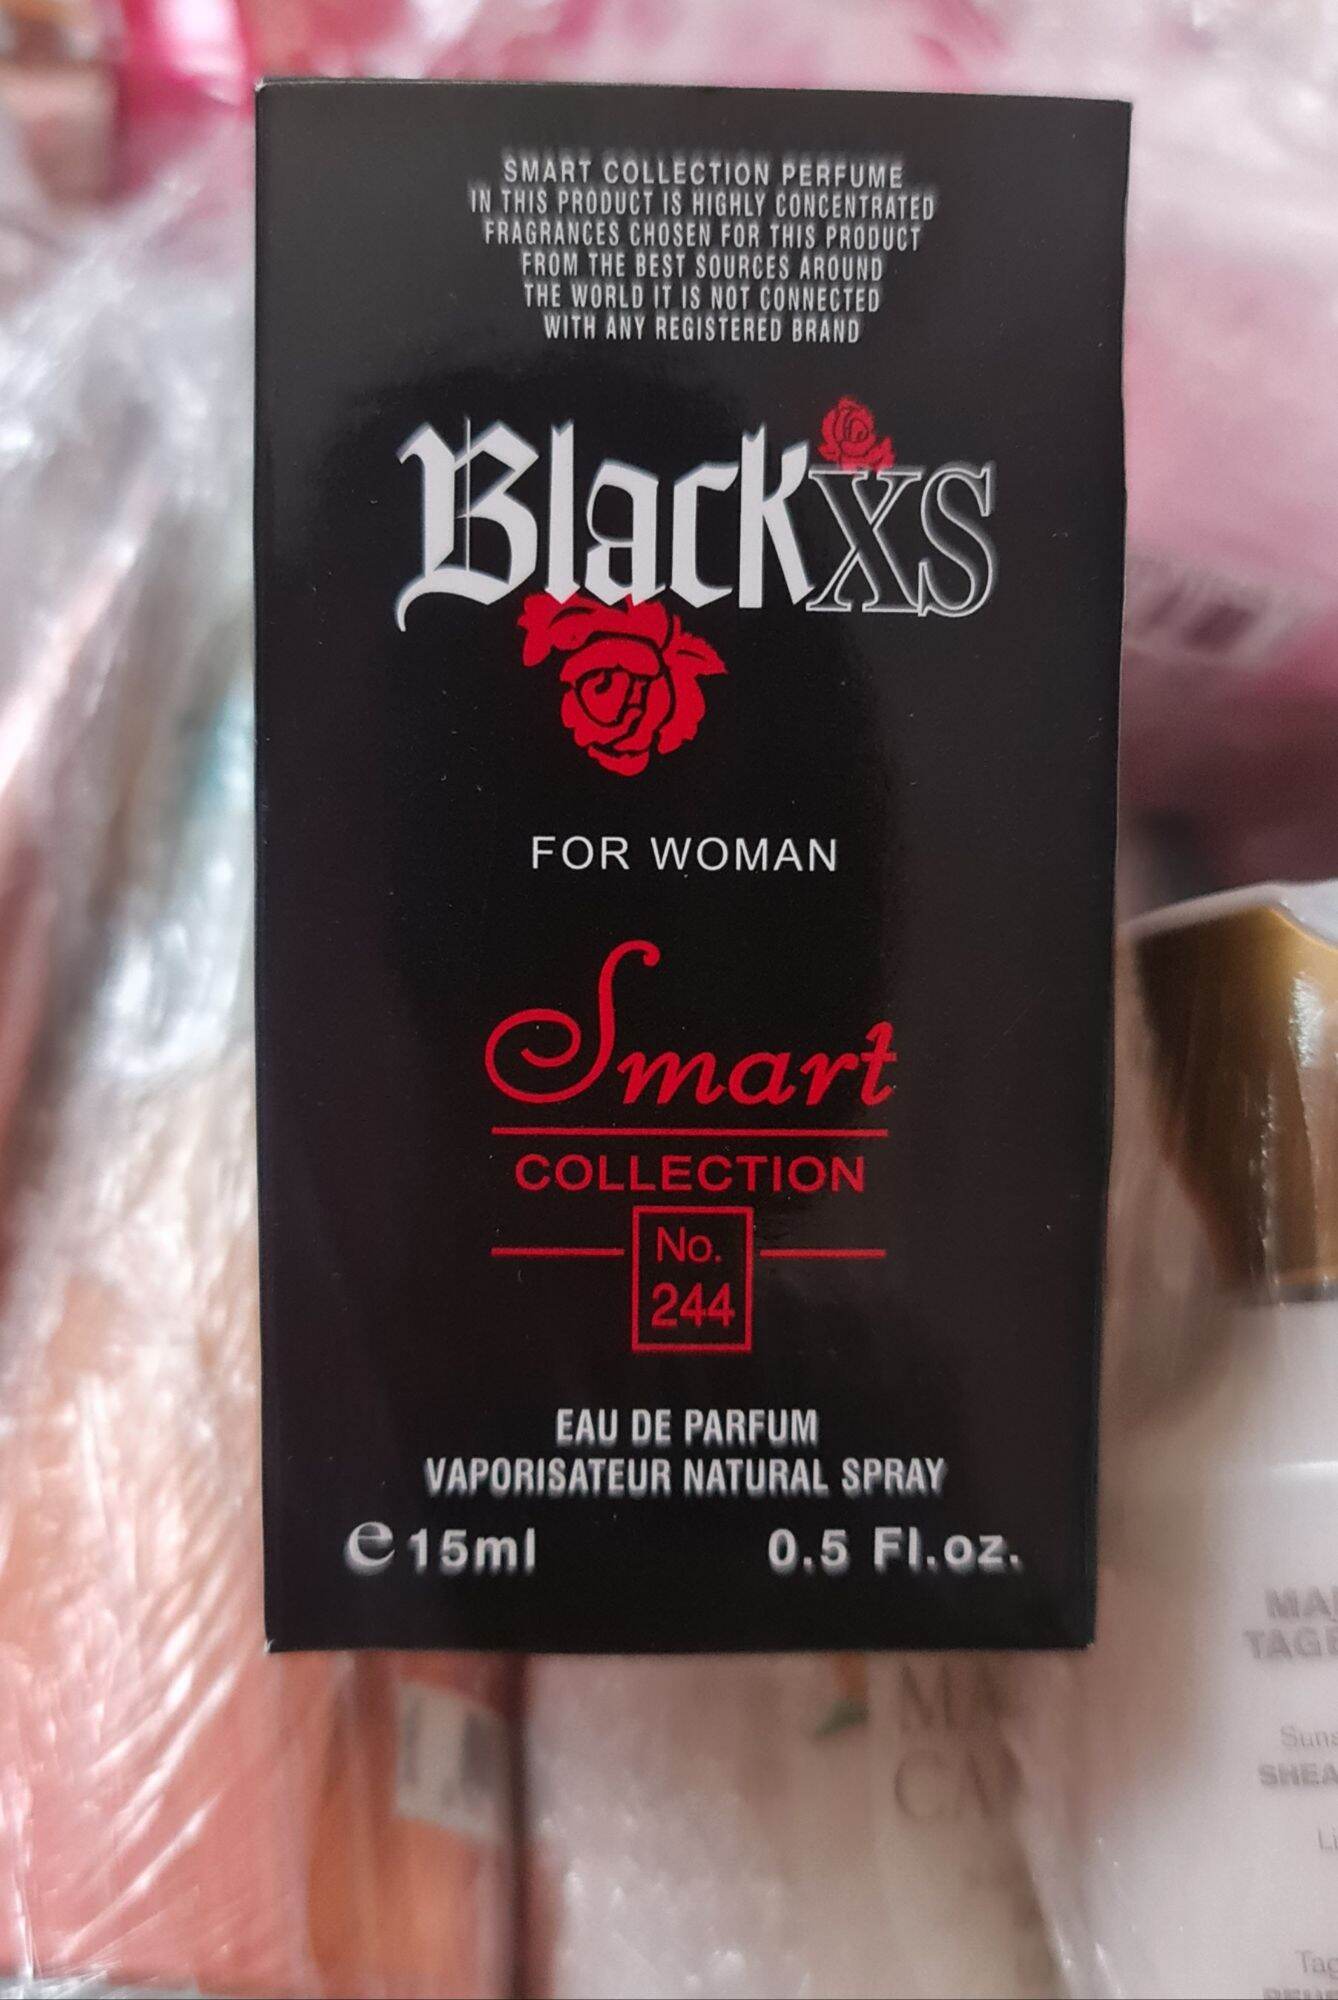 SMART COLLECTION PERFUME
IN THIS PRODUCT IS HIGHLY CONCENTRATED
FRAGRANCES CHOSEN FOR THIS PRODUCT
FROM THE BEST SOURCES AROUND
THE WORLD IT IS NOT CONNECTED
WITH ANY REGISTERED BRAND
BlackXS
FOR WOMAN
Smart
COLLECTION
No.
244
EAU DE PARFUM
VAPORISATEUR NATURAL SPRAY
e 15ml 0.5 Fl.oz.